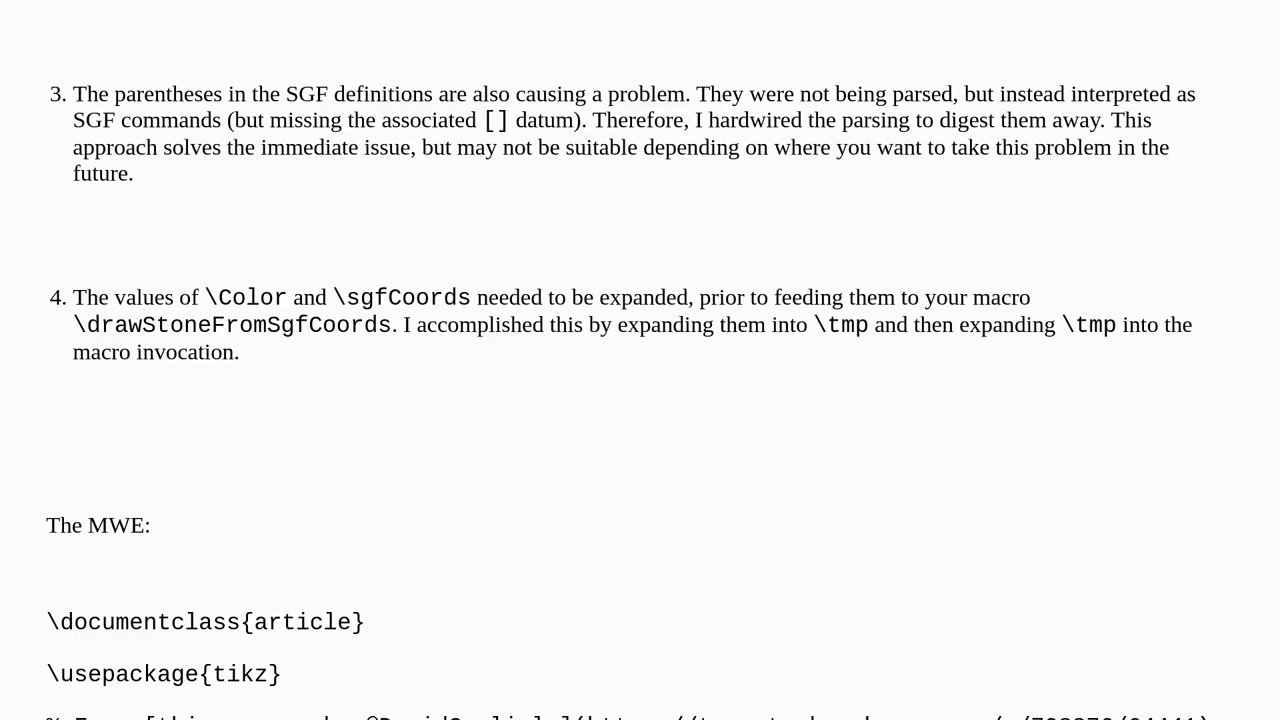 3. The parentheses in the SGF definitions are also causing a problem. They were not being parsed, but instead interpreted as
SGF commands (but missing the associated [] datum). Therefore, I hardwired the parsing to digest them away. This
approach solves the immediate issue, but may not be suitable depending on where you want to take this problem in the
future.
4. The values of \Color and \sgfCoords needed to be expanded, prior to feeding them to your macro
\drawStoneFromSgfCoords. I accomplished this by expanding them into \tmp and then expanding \tmp into the
macro invocation.
The MWE:
\documentclass{article}
\usepackage{tikz}